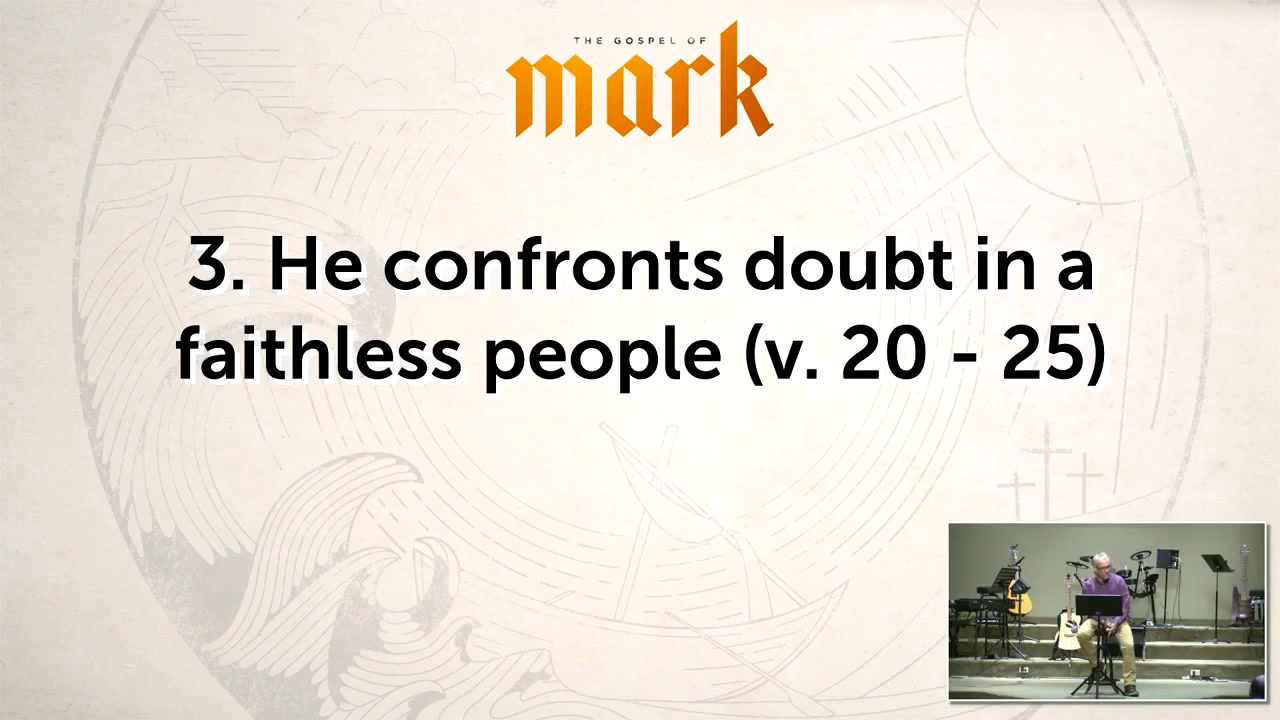 THE GOSPEL OF
mark
3. He confronts doubt in a
faithless people (v. 20 - 25)